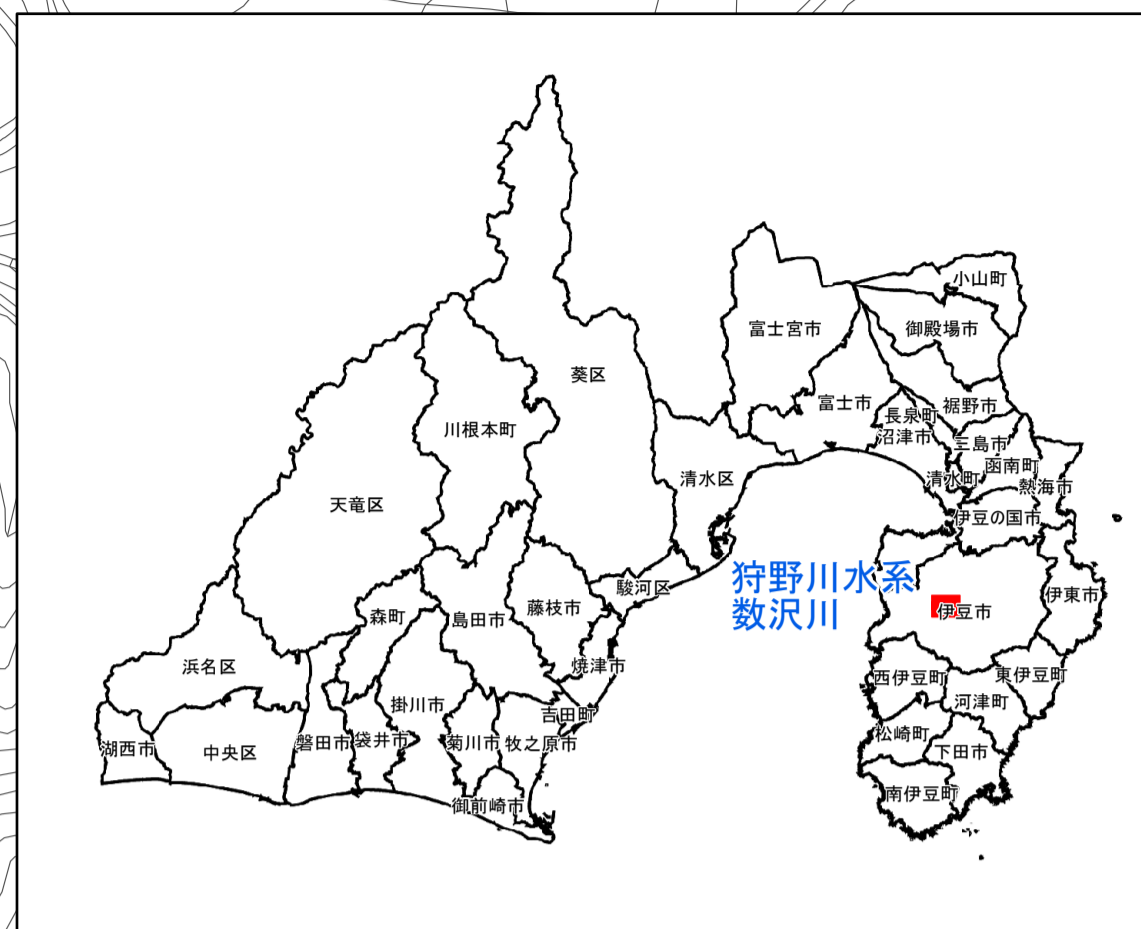 小山町
富士宮市
御殿場市
葵区
富士市
裾野市
長泉町
川根本町
沼津市
三島市
函南町
清水区
清水町
熱海市
天竜区
伊豆の国市
狩野川水系
数沢川
駿河区
伊東市
藤枝市
伊豆市
森町
島田市
浜名区
焼津市
西伊豆町
東伊豆町
掛川市
河津町
吉田町
湖西市
中央区
磐田市
袋井市
菊川市
牧之原市
松崎町
下田市
御前崎市
南伊豆町